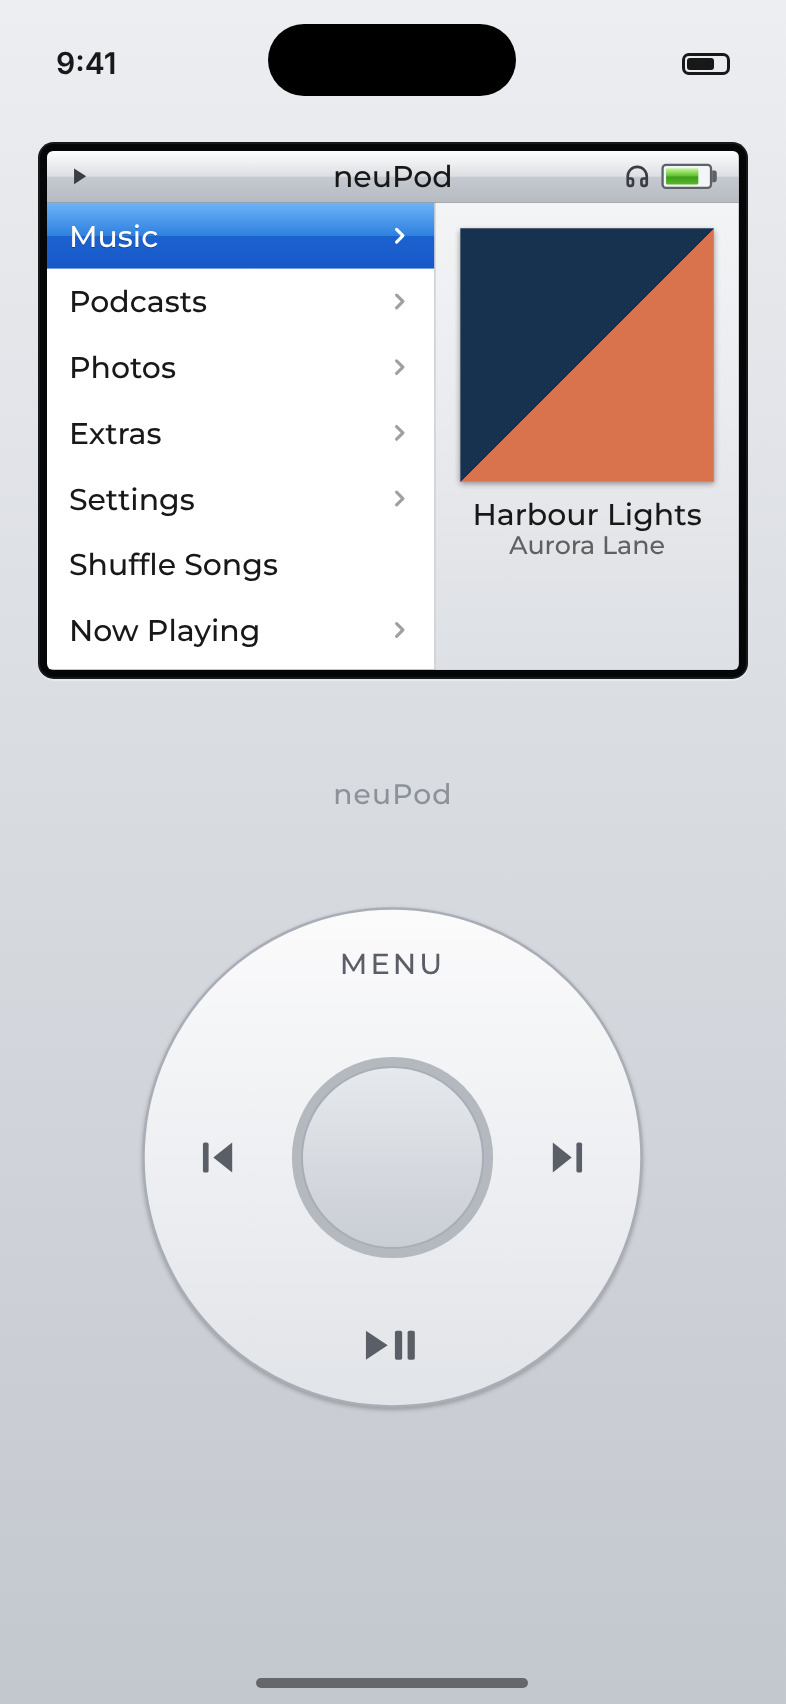 9:41
neuPod
Music
Podcasts
Photos
Extras
Settings
Shuffle Songs
Now Playing
Harbour Lights
Aurora Lane
neuPod
MENU